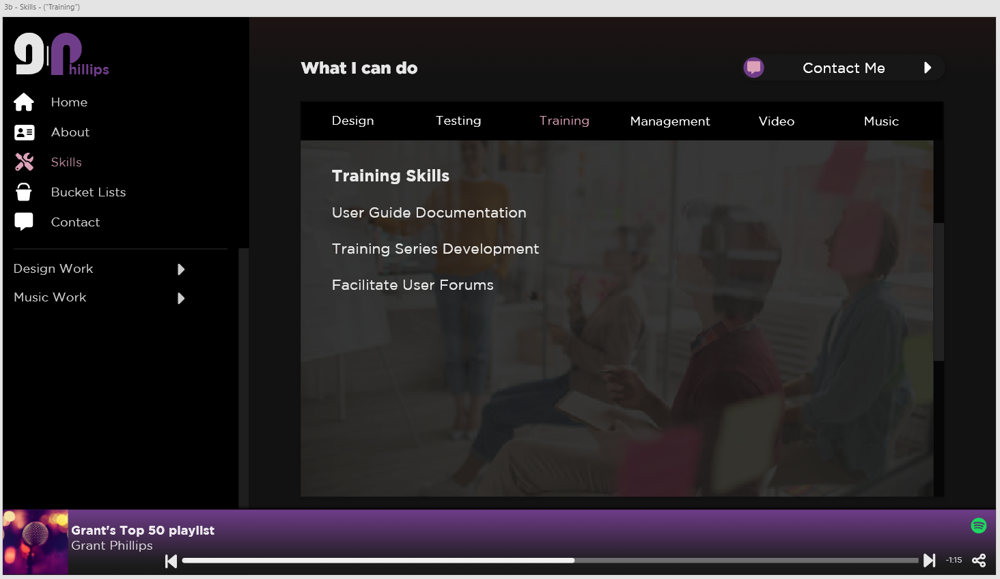 3b - Skills - ("Training")
gP
hillips
Home
About
Skills
Bucket Lists
Contact
Design Work
Music Work
What I can do
Contact Me
Design Testing Training Management Video Music
Training Skills
User Guide Documentation
Training Series Development
Facilitate User Forums
Grant's Top 50 playlist
Grant Phillips
-1:15